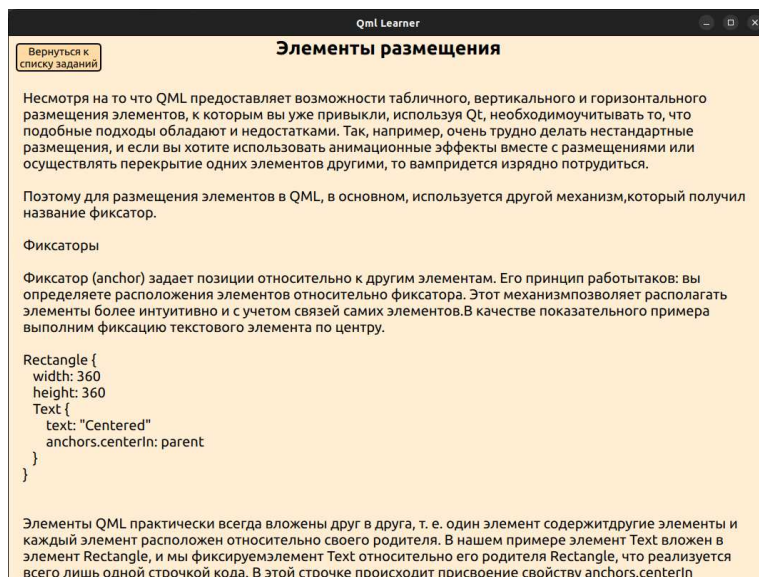 Qml Learner
Вернуться к
списку заданий
Элементы размещения
Несмотря на то что QML предоставляет возможности табличного, вертикального и горизонтального
размещения элементов, к которым вы уже привыкли, используя Qt, необходимоучитывать то, что
подобные подходы обладают и недостатками. Так, например, очень трудно делать нестандартные
размещения, и если вы хотите использовать анимационные эффекты вместе с размещениями или
осуществлять перекрытие одних элементов другими, то вампридется изрядно потрудиться.
Поэтому для размещения элементов в QML, в основном, используется другой механизм,который получил
название фиксатор.
Фиксаторы
Фиксатор (anchor) задает позиции относительно к другим элементам. Его принцип работытаков: вы
определяете расположения элементов относительно фиксатора. Этот механизмпозволяет располагать
элементы более интуитивно и с учетом связей самих элементов.В качестве показательного примера
выполним фиксацию текстового элемента по центру.
Rectangle {
width: 360
height: 360
Text {
text: "Centered"
anchors.centerIn: parent
}
}
Элементы QML практически всегда вложены друг в друга, т. е. один элемент содержитдругие элементы и
каждый элемент расположен относительно своего родителя. В нашем примере элемент Text вложен в
элемент Rectangle, и мы фиксируемэлемент Text относительно его родителя Rectangle, что реализуется
всего лишь одной строчкой кода. В этой строчке происходит присвоение свойству anchors.centerIn